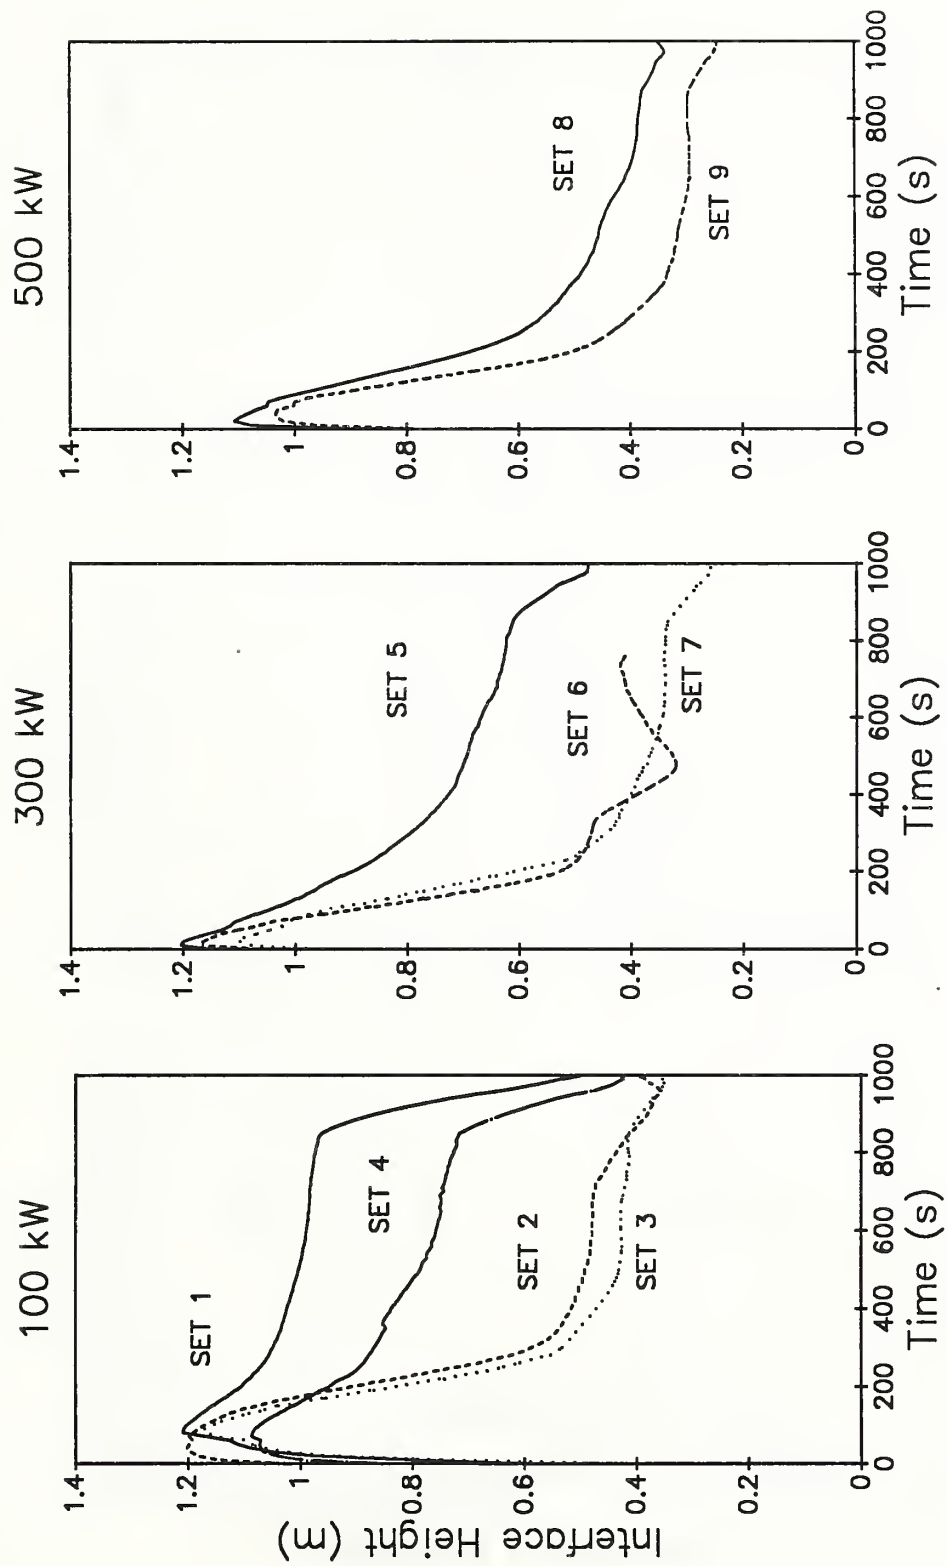 100 kW
300 kW
500 kW
Interface Height (m)
1.4
1.2
1
0.8
0.6
0.4
0.2
0
SET 1
SET 4
SET 2
SET 3
0 200 400 600 800 1000
Time (s)
1.4
1.2
1
0.8
0.6
0.4
0.2
0
SET 5
SET 6
SET 7
0 200 400 600 800 1000
Time (s)
1.4
1.2
1
0.8
0.6
0.4
0.2
0
SET 8
SET 9
0 200 400 600 800 1000
Time (s)